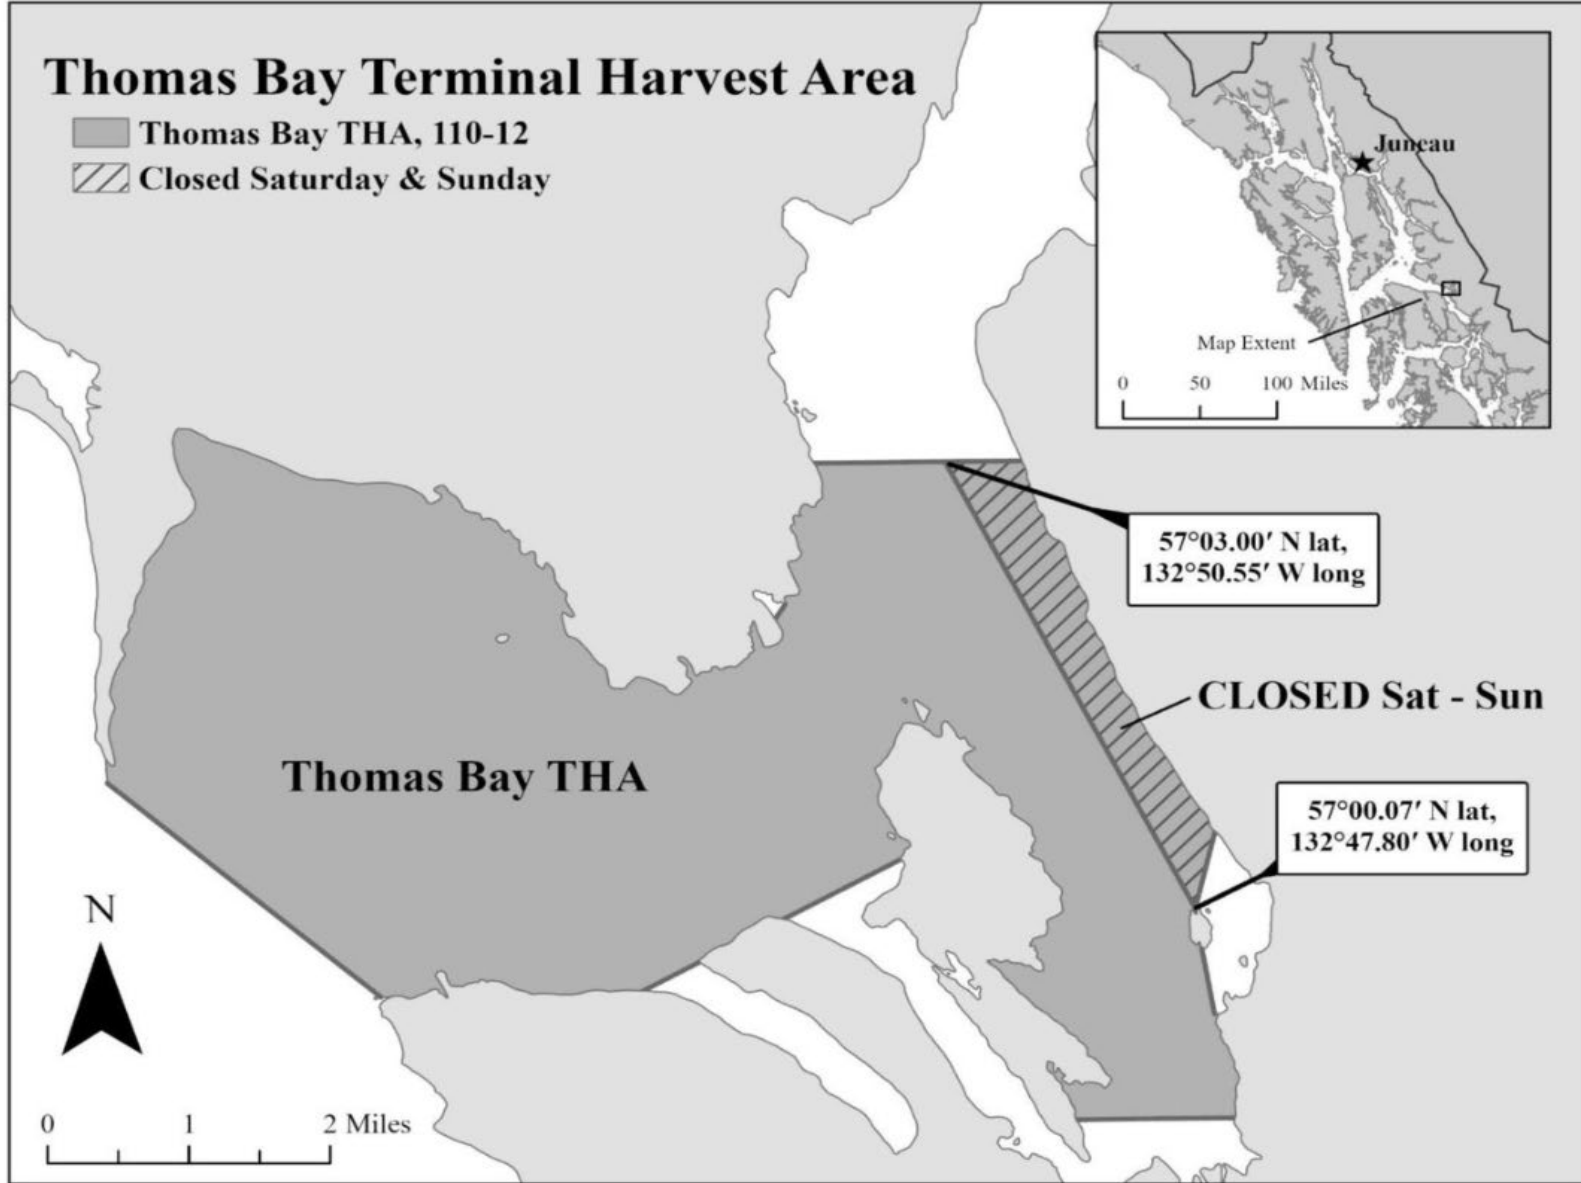 Thomas Bay Terminal Harvest Area
Thomas Bay THA, 110-12
Closed Saturday & Sunday
Juneau
Map Extent
0 50 100 Miles
57°03.00′ N lat,
132°50.55′ W long
CLOSED Sat - Sun
Thomas Bay THA
57°00.07′ N lat,
132°47.80′ W long
N
0 1 2 Miles